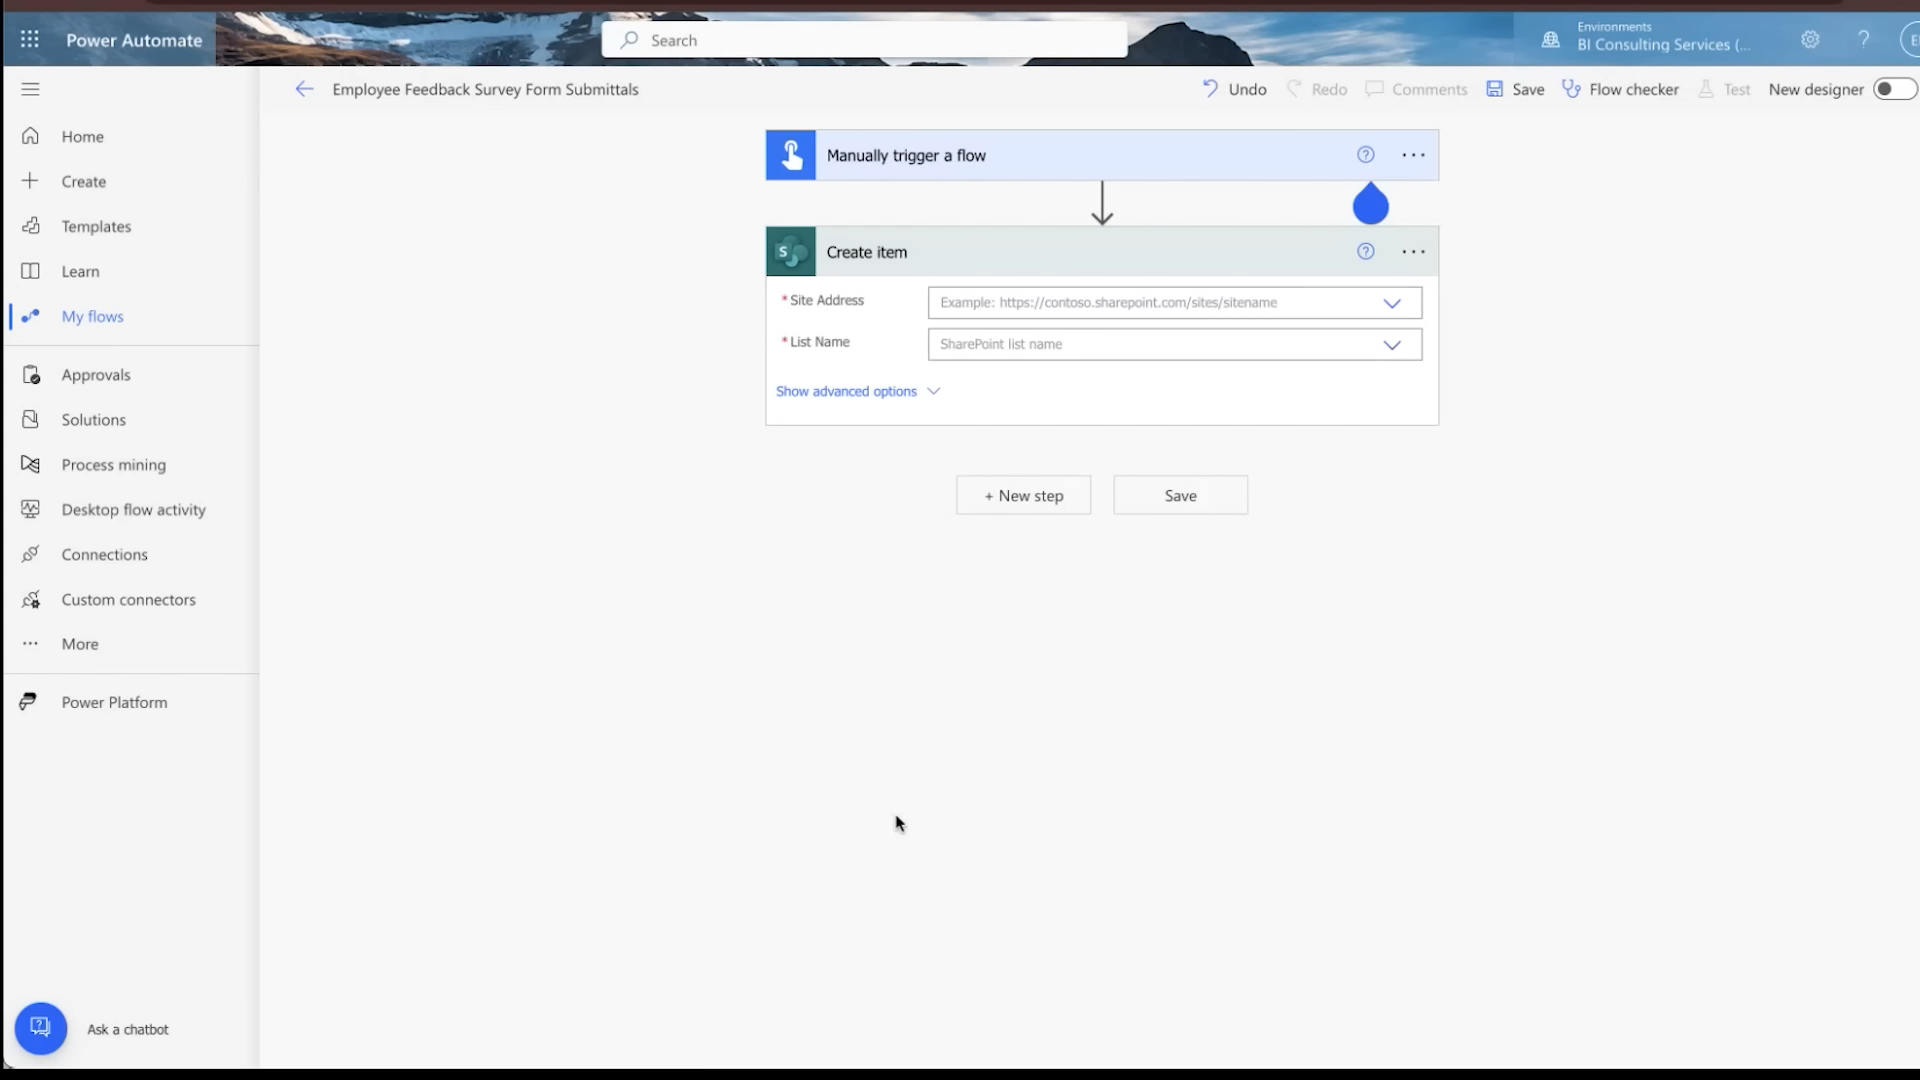 Power Automate
Search
Environments
BI Consulting Services (...
?
Employee Feedback Survey Form Submittals
Undo
Redo
Comments
Save
Flow checker
Test
New designer
Home
Create
Templates
Learn
My flows
Approvals
Solutions
Process mining
Desktop flow activity
Connections
Custom connectors
More
Power Platform
Ask a chatbot
Manually trigger a flow
Create item
* Site Address
Example: https://contoso.sharepoint.com/sites/sitename
* List Name
SharePoint list name
Show advanced options
+ New step
Save